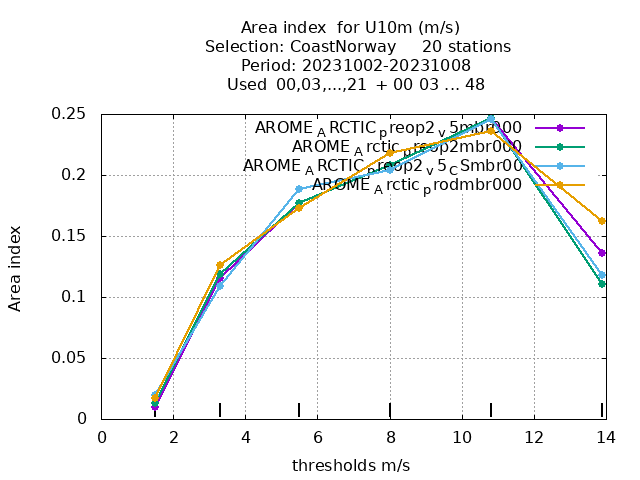 Area index  for U10m (m/s)
Selection: CoastNorway     20 stations
Period: 20231002-20231008
Used  00,03,...,21  + 00 03 ... 48
AROME_ARCTIC_preop2_v5mbr000
AROME_Arctic_preop2mbr000
AROME_ARCTIC_preop2_v5_CSmbr00
AROME_Arctic_prodmbr000
0.25
0.2
0.15
0.1
0.05
0
Area index
0 2 4 6 8 10 12 14
thresholds m/s